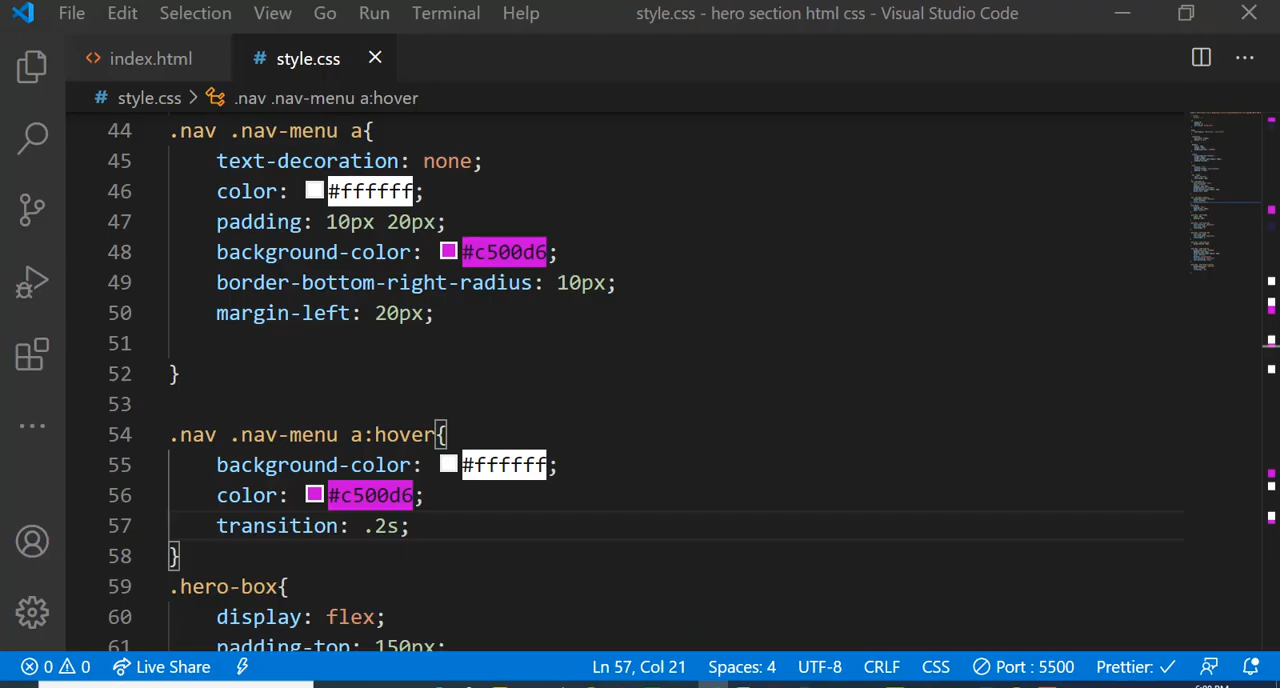 File Edit Selection View Go Run Terminal Help style.css - hero section html css - Visual Studio Code
index.html # style.css
# style.css > .nav .nav-menu a:hover
44 .nav .nav-menu a{
45 text-decoration: none;
46 color: #ffffff;
47 padding: 10px 20px;
48 background-color: #c500d6;
49 border-bottom-right-radius: 10px;
50 margin-left: 20px;
51
52 }
53
54 .nav .nav-menu a:hover{
55 background-color: #ffffff;
56 color: #c500d6;
57 transition: .2s;
58 }
59 .hero-box{
60 display: flex;
61 padding-top: 150px;
0 0 Live Share Ln 57, Col 21 Spaces: 4 UTF-8 CRLF CSS Port : 5500 Prettier: ✓